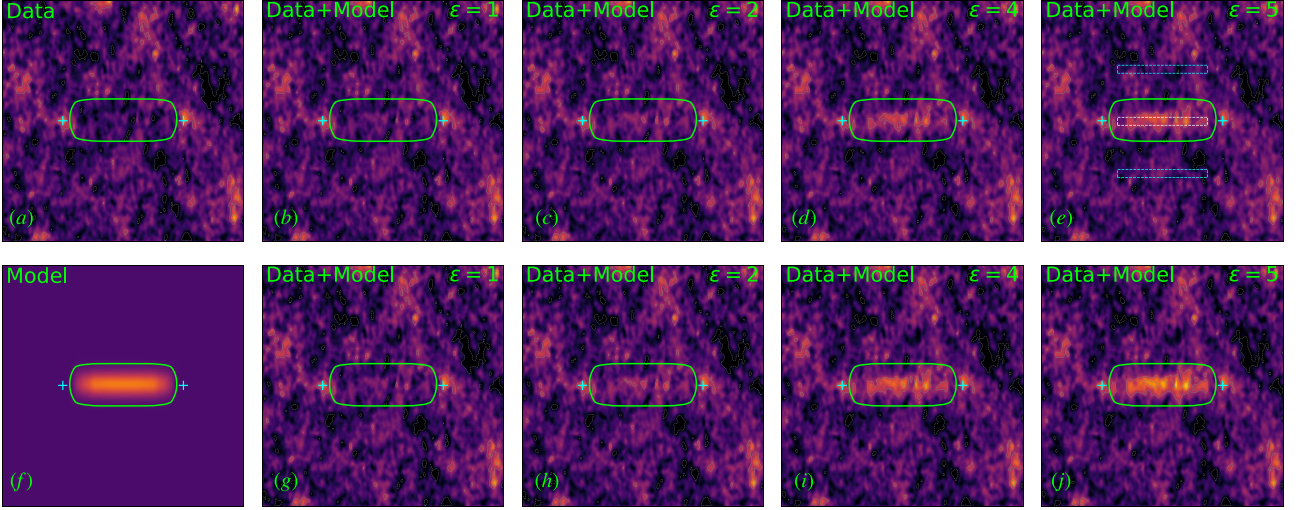 Data
Data+Model ε = 1
Data+Model ε = 2
Data+Model ε = 4
Data+Model ε = 5
(a)
(b)
(c)
(d)
(e)
Model
Data+Model ε = 1
Data+Model ε = 2
Data+Model ε = 4
Data+Model ε = 5
(f)
(g)
(h)
(i)
(j)